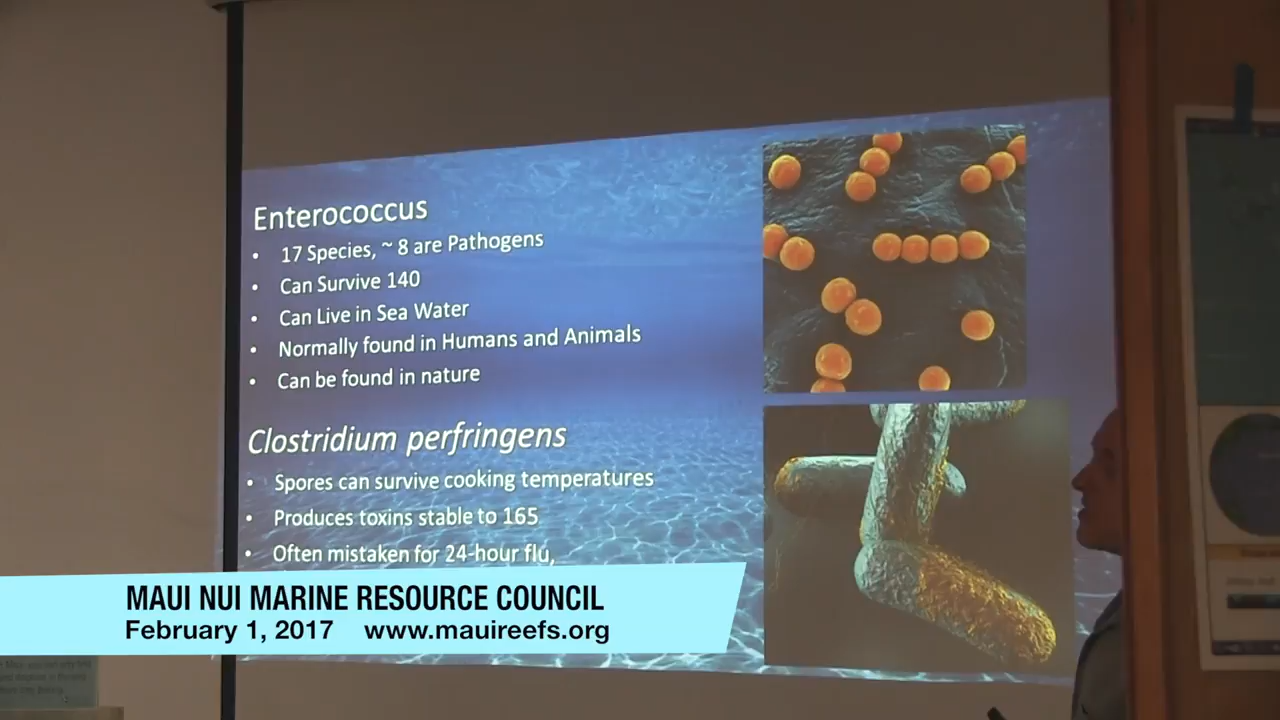 Enterococcus
• 17 Species, ~ 8 are Pathogens
• Can Survive 140
• Can Live in Sea Water
• Normally found in Humans and Animals
• Can be found in nature
Clostridium perfringens
• Spores can survive cooking temperatures
• Produces toxins stable to 165
• Often mistaken for 24-hour flu,
MAUI NUI MARINE RESOURCE COUNCIL
February 1, 2017 www.mauireefs.org